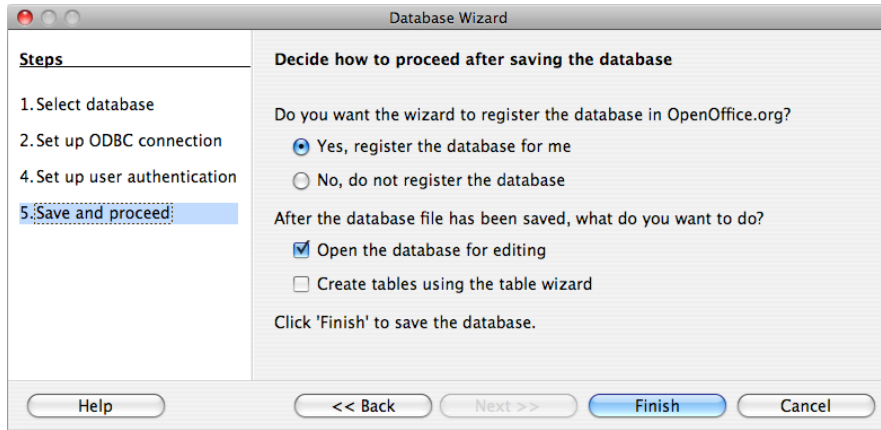 Database Wizard
Steps
1. Select database
2. Set up ODBC connection
4. Set up user authentication
5. Save and proceed
Decide how to proceed after saving the database
Do you want the wizard to register the database in OpenOffice.org?
Yes, register the database for me
No, do not register the database
After the database file has been saved, what do you want to do?
Open the database for editing
Create tables using the table wizard
Click 'Finish' to save the database.
Help << Back Next >> Finish Cancel